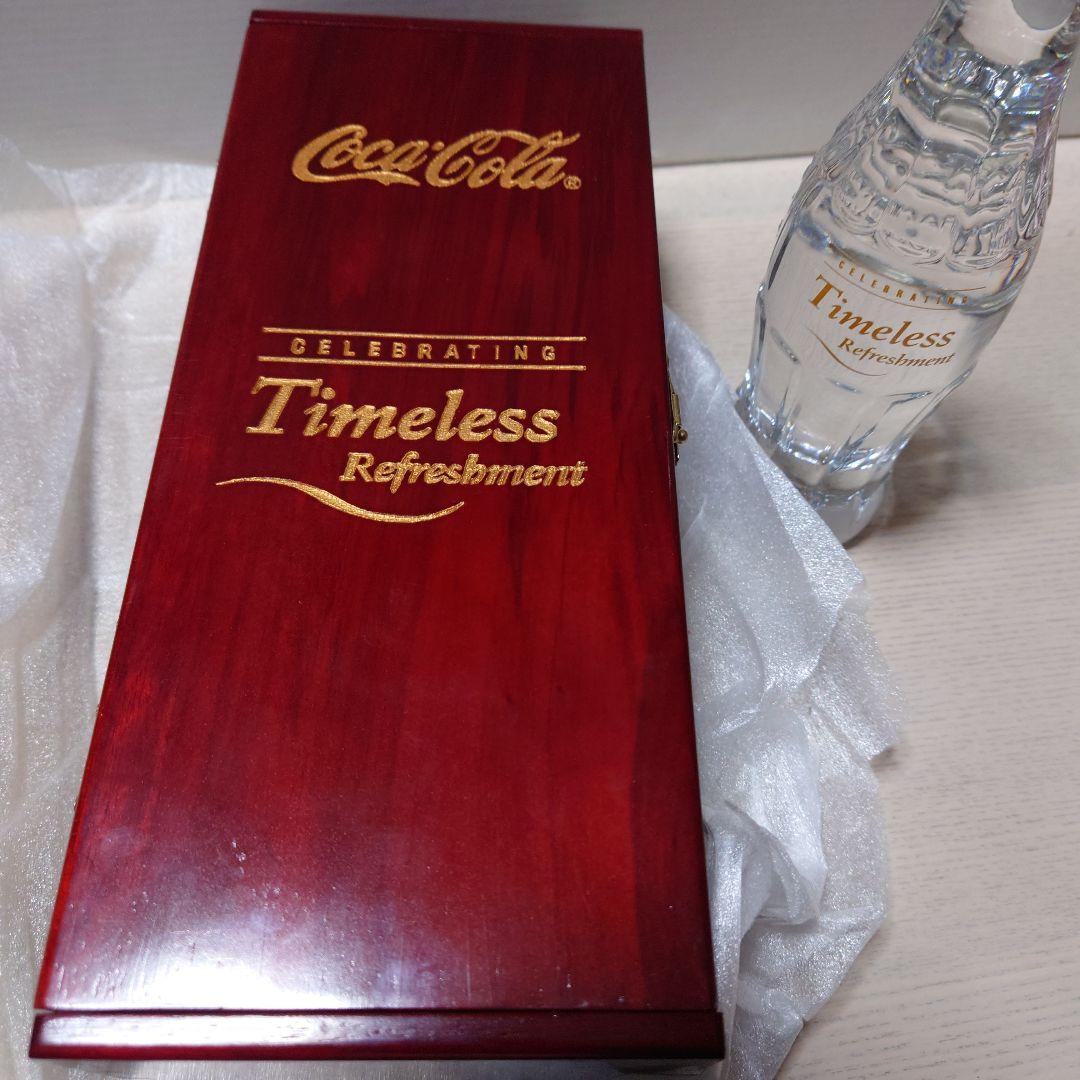 Coca-Cola®
CELEBRATING
Timeless
Refreshment
CELEBRATING
Timeless
Refreshment